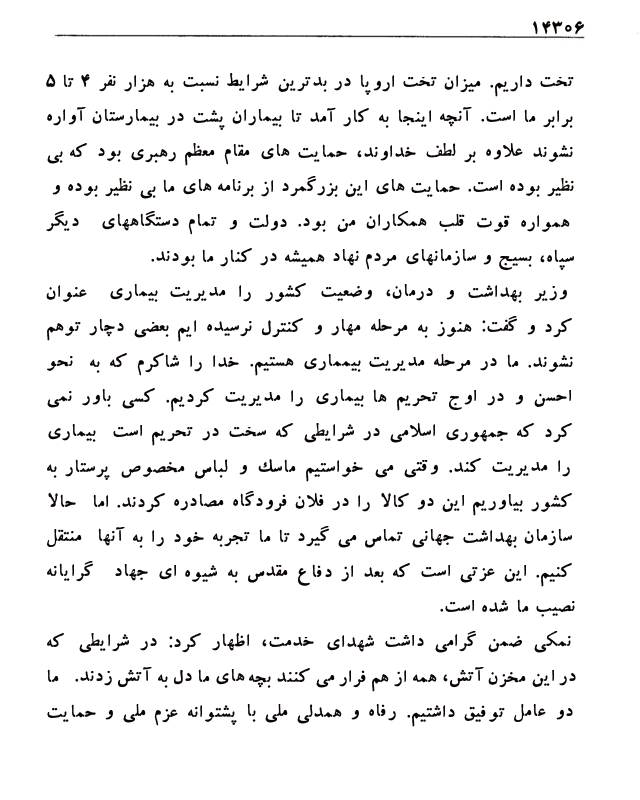 ۱۴۳۰۶
تخت داریم. میزان تخت اروپا در بدترین شرایط نسبت به هزار نفر ۴ تا ۵
برابر ما است. آنچه اینجا به کار آمد تا بیماران پشت در بیمارستان آواره
نشوند علاوه بر لطف خداوند، حمایت های مقام معظم رهبری بود که بی
نظیر بوده است. حمایت های این بزرگمرد از برنامه های ما بی نظیر بوده و
همواره قوت قلب همکاران من بود. دولت و تمام دستگاههای دیگر
سپاه، بسیج و سازمانهای مردم نهاد همیشه در کنار ما بودند.
وزیر بهداشت و درمان، وضعیت کشور را مدیریت بیماری عنوان
کرد و گفت: هنوز به مرحله مهار و کنترل نرسیده ایم بعضی دچار توهم
نشوند. ما در مرحله مدیریت بیمماری هستیم. خدا را شاکرم که به نحو
احسن و در اوج تحریم ها بیماری را مدیریت کردیم. کسی باور نمی
کرد که جمهوری اسلامی در شرایطی که سخت در تحریم است بیماری
را مدیریت کند. وقتی می خواستیم ماسك و لباس مخصوص پرستار به
کشور بیاوریم این دو کالا را در فلان فرودگاه مصادره کردند. اما حالا
سازمان بهداشت جهانی تماس می گیرد تا ما تجربه خود را به آنها منتقل
کنیم. این عزتی است که بعد از دفاع مقدس به شیوه ای جهاد گرایانه
نصیب ما شده است.
نمکی ضمن گرامی داشت شهدای خدمت، اظهار کرد: در شرایطی که
در این مخزن آتش، همه از هم فرار می کنند بچه های ما دل به آتش زدند. ما
دو عامل توفیق داشتیم. رفاه و همدلی ملی با پشتوانه عزم ملی و حمایت